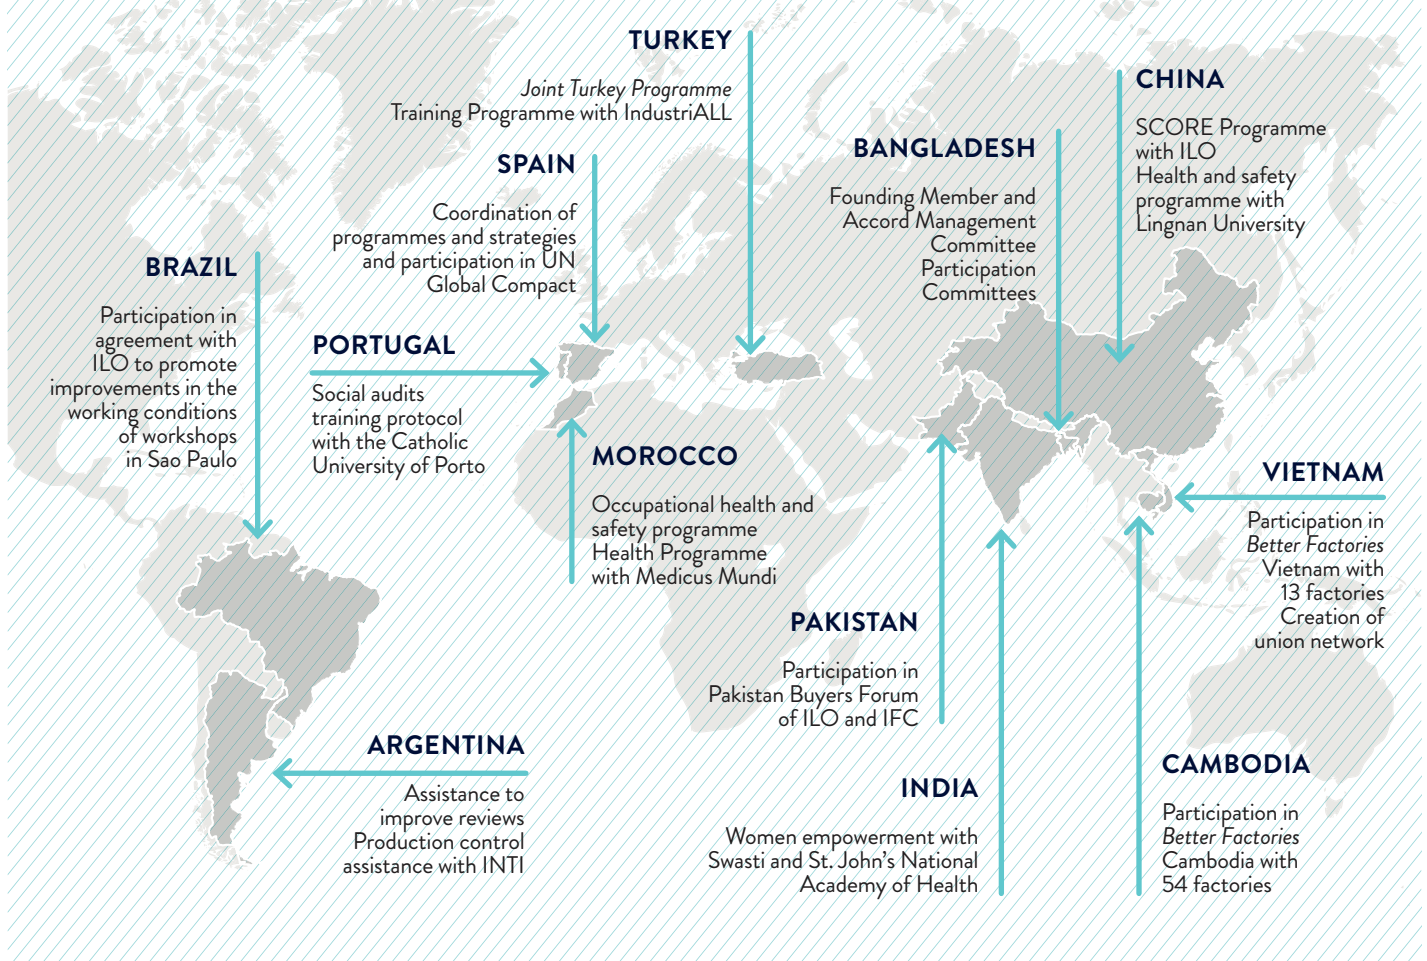 TURKEY
Joint Turkey Programme
Training Programme with IndustriALL
CHINA
SCORE Programme
with ILO
Health and safety
programme with
Lingnan University
BANGLADESH
Founding Member and
Accord Management
Committee
Participation
Committees
SPAIN
Coordination of
programmes and strategies
and participation in UN
Global Compact
BRAZIL
Participation in
agreement with
ILO to promote
improvements in the
working conditions
of workshops
in Sao Paulo
PORTUGAL
Social audits
training protocol
with the Catholic
University of Porto
MOROCCO
Occupational health and
safety programme
Health Programme
with Medicus Mundi
VIETNAM
Participation in
Better Factories
Vietnam with
13 factories
Creation of
union network
PAKISTAN
Participation in
Pakistan Buyers Forum
of ILO and IFC
ARGENTINA
Assistance to
improve reviews
Production control
assistance with INTI
INDIA
Women empowerment with
Swasti and St. John's National
Academy of Health
CAMBODIA
Participation in
Better Factories
Cambodia with
54 factories